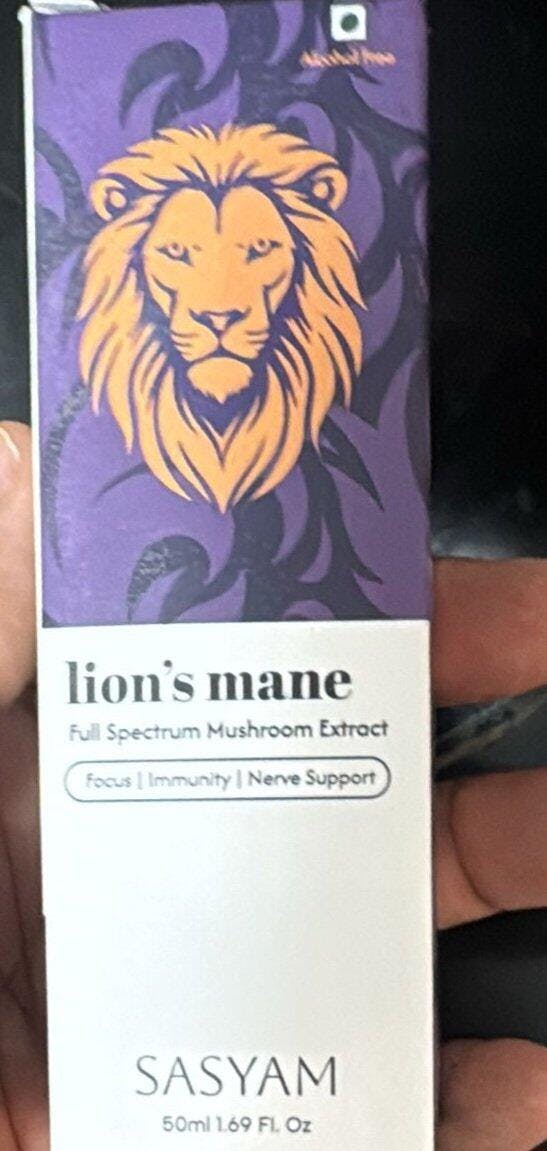 Alcohol Free
lion's mane
Full Spectrum Mushroom Extract
Focus | Immunity | Nerve Support
SASYAM
50ml 1.69 Fl. Oz